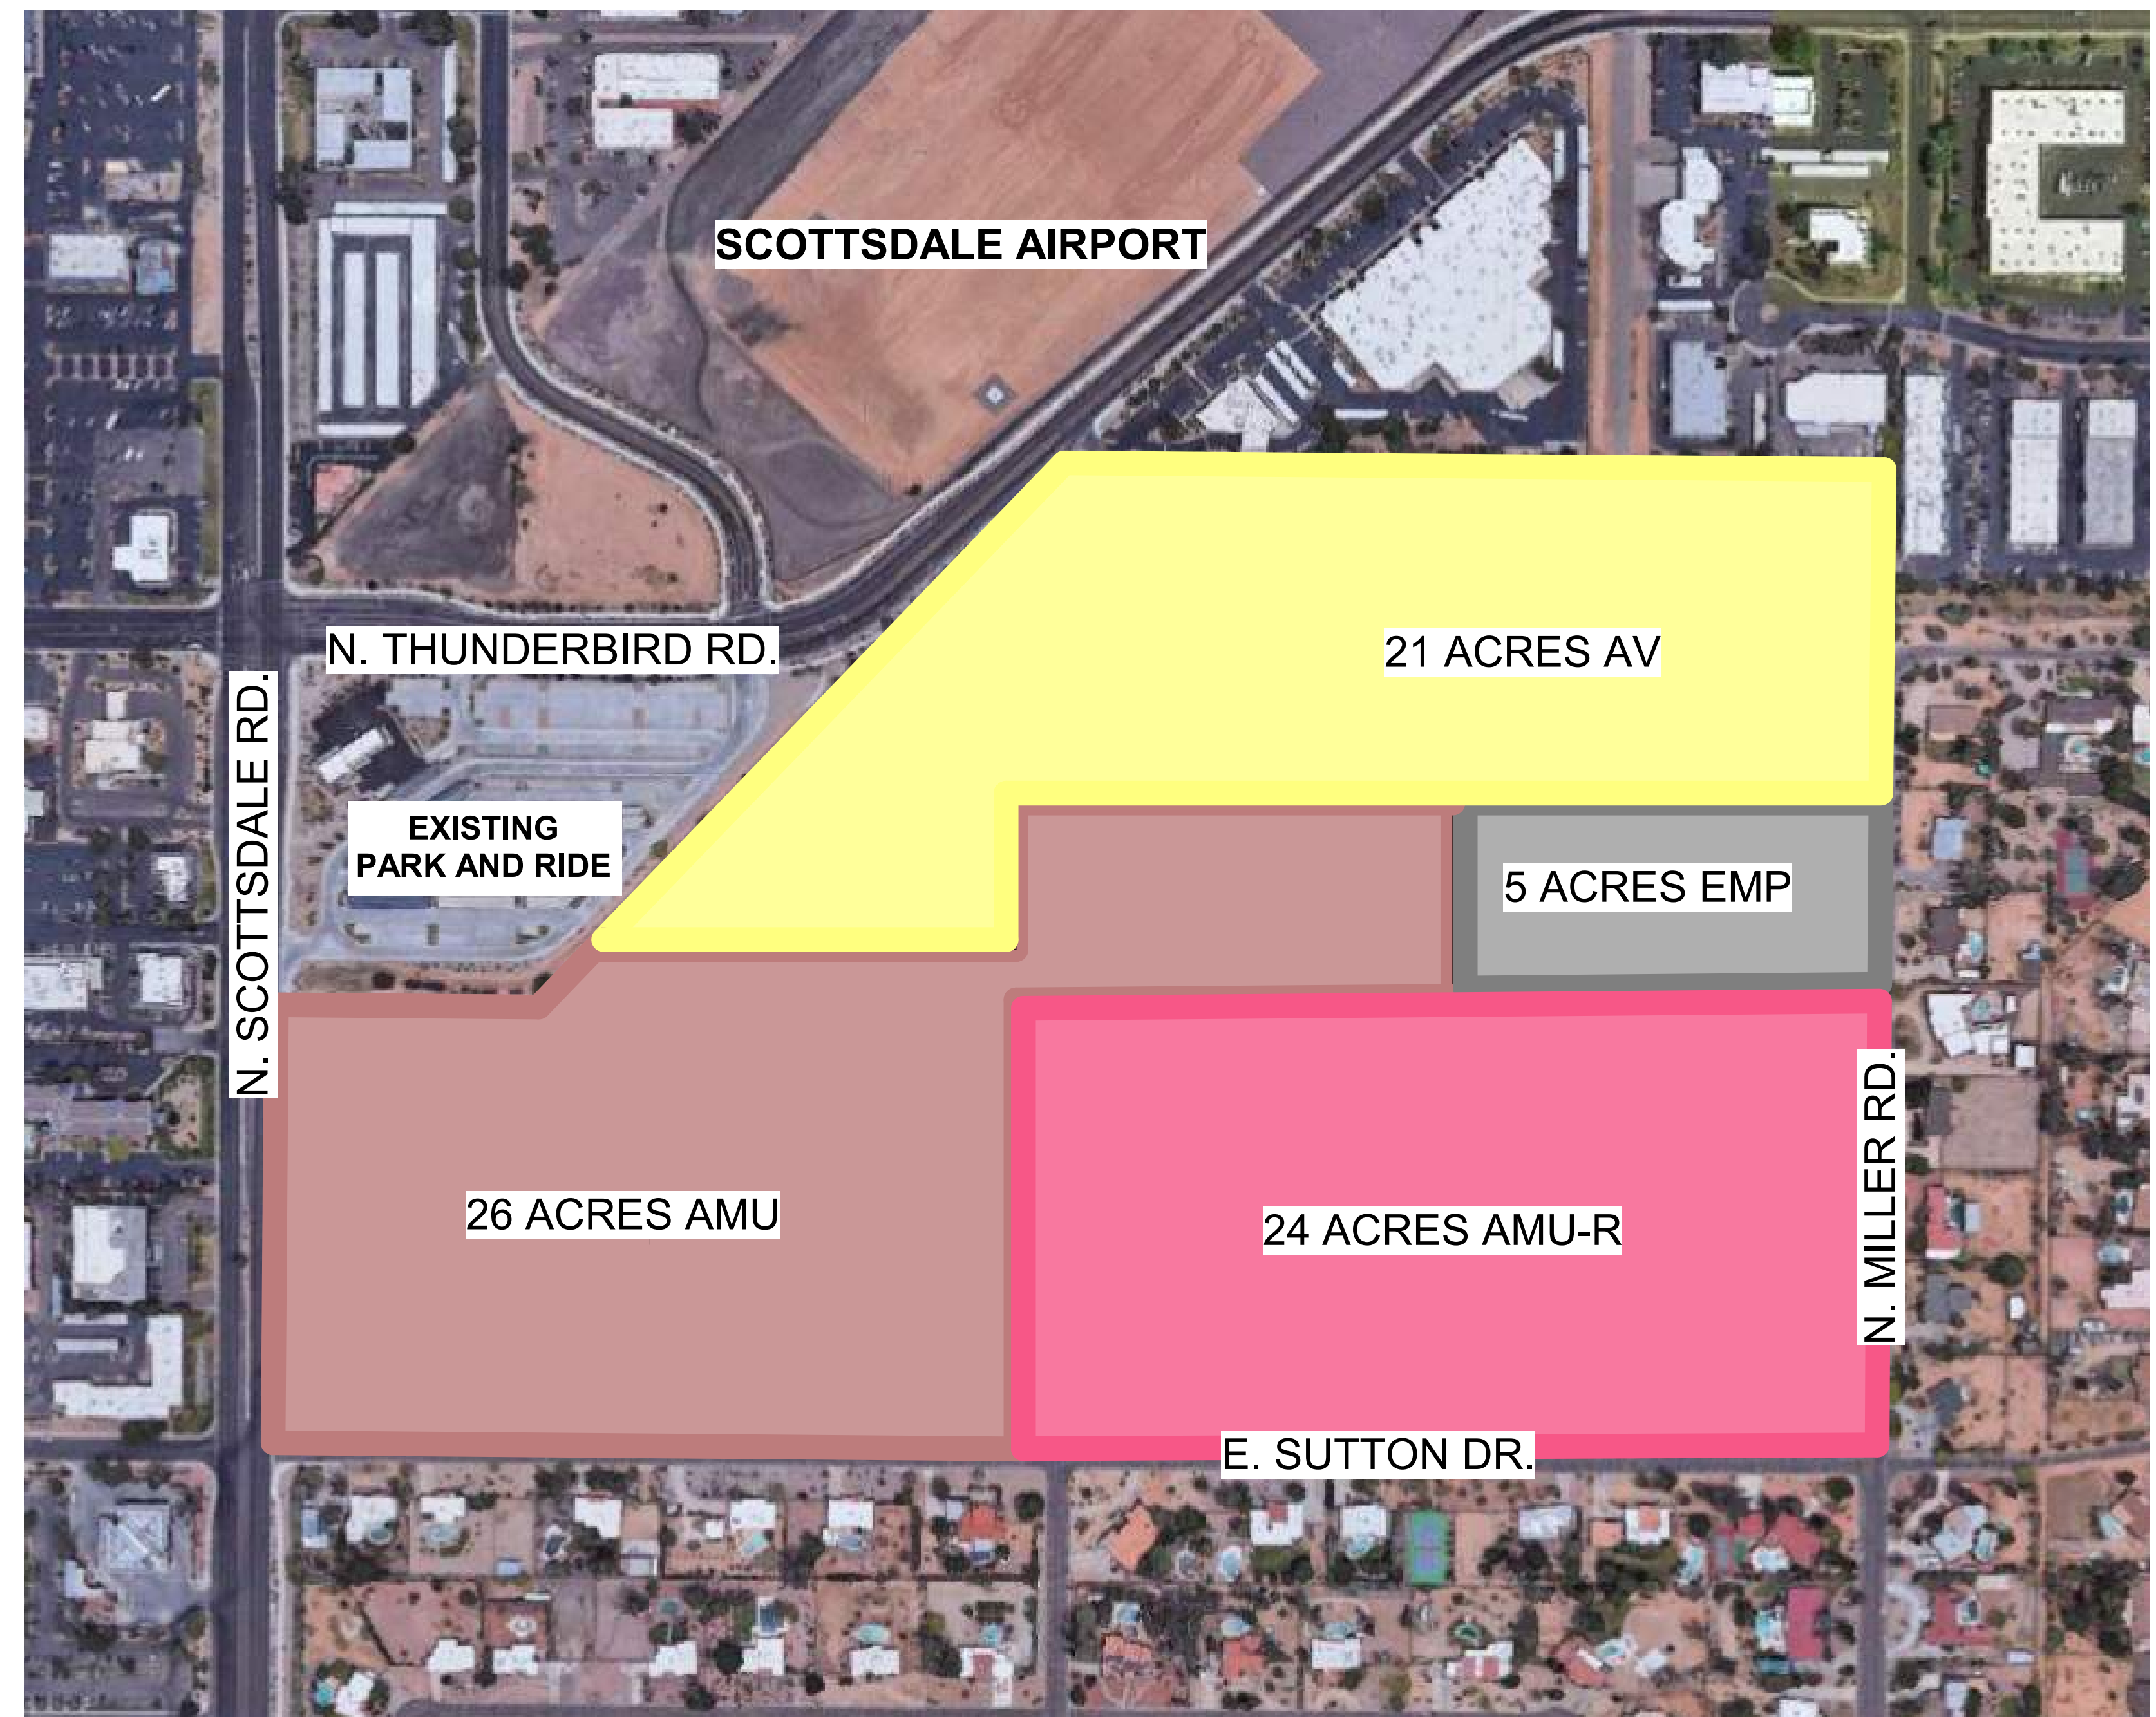 SCOTTSDALE AIRPORT
N. THUNDERBIRD RD.
21 ACRES AV
N. SCOTTSDALE RD.
EXISTING
PARK AND RIDE
5 ACRES EMP
26 ACRES AMU
24 ACRES AMU-R
N. MILLER RD.
E. SUTTON DR.